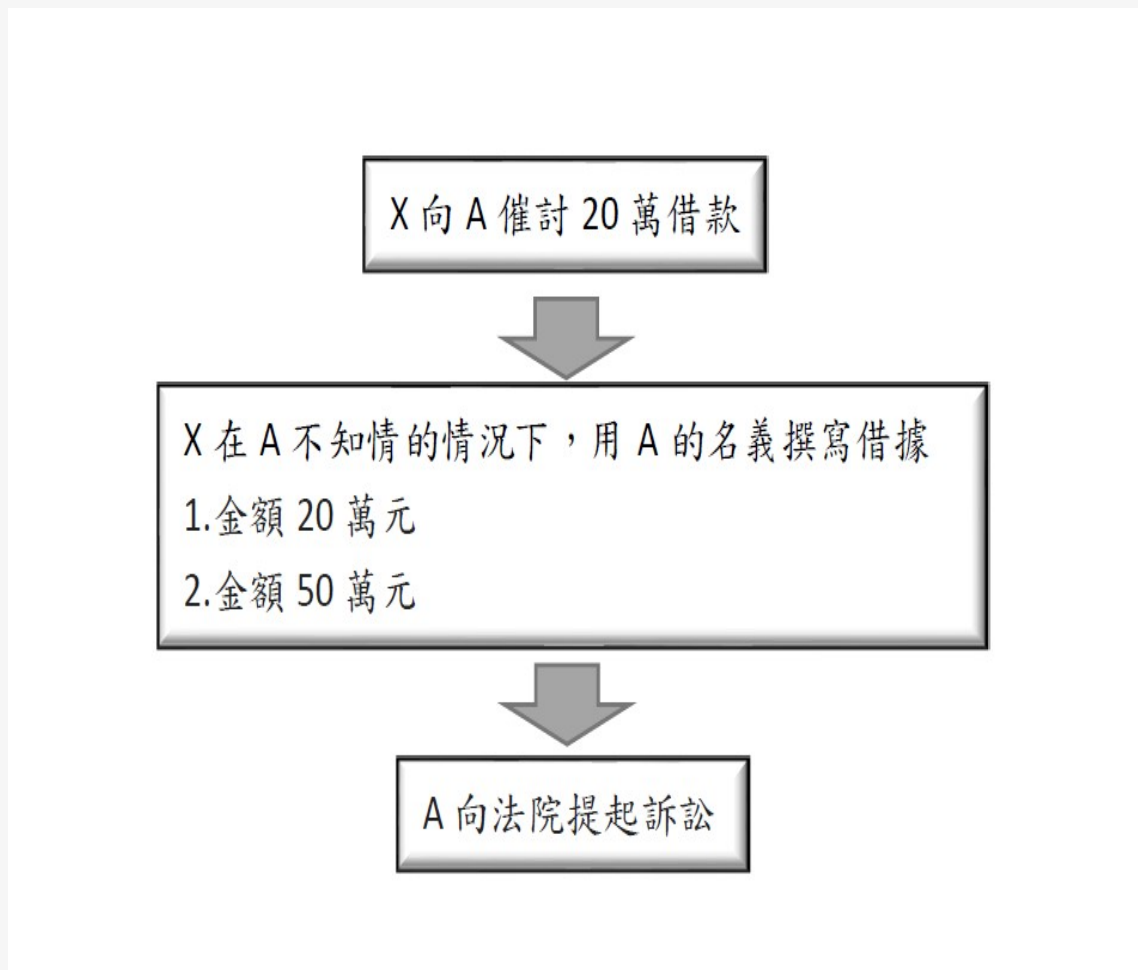 X 向 A 催討 20 萬借款
X 在 A 不知情的情況下，用 A 的名義撰寫借據
1.金額 20 萬元
2.金額 50 萬元
A 向法院提起訴訟